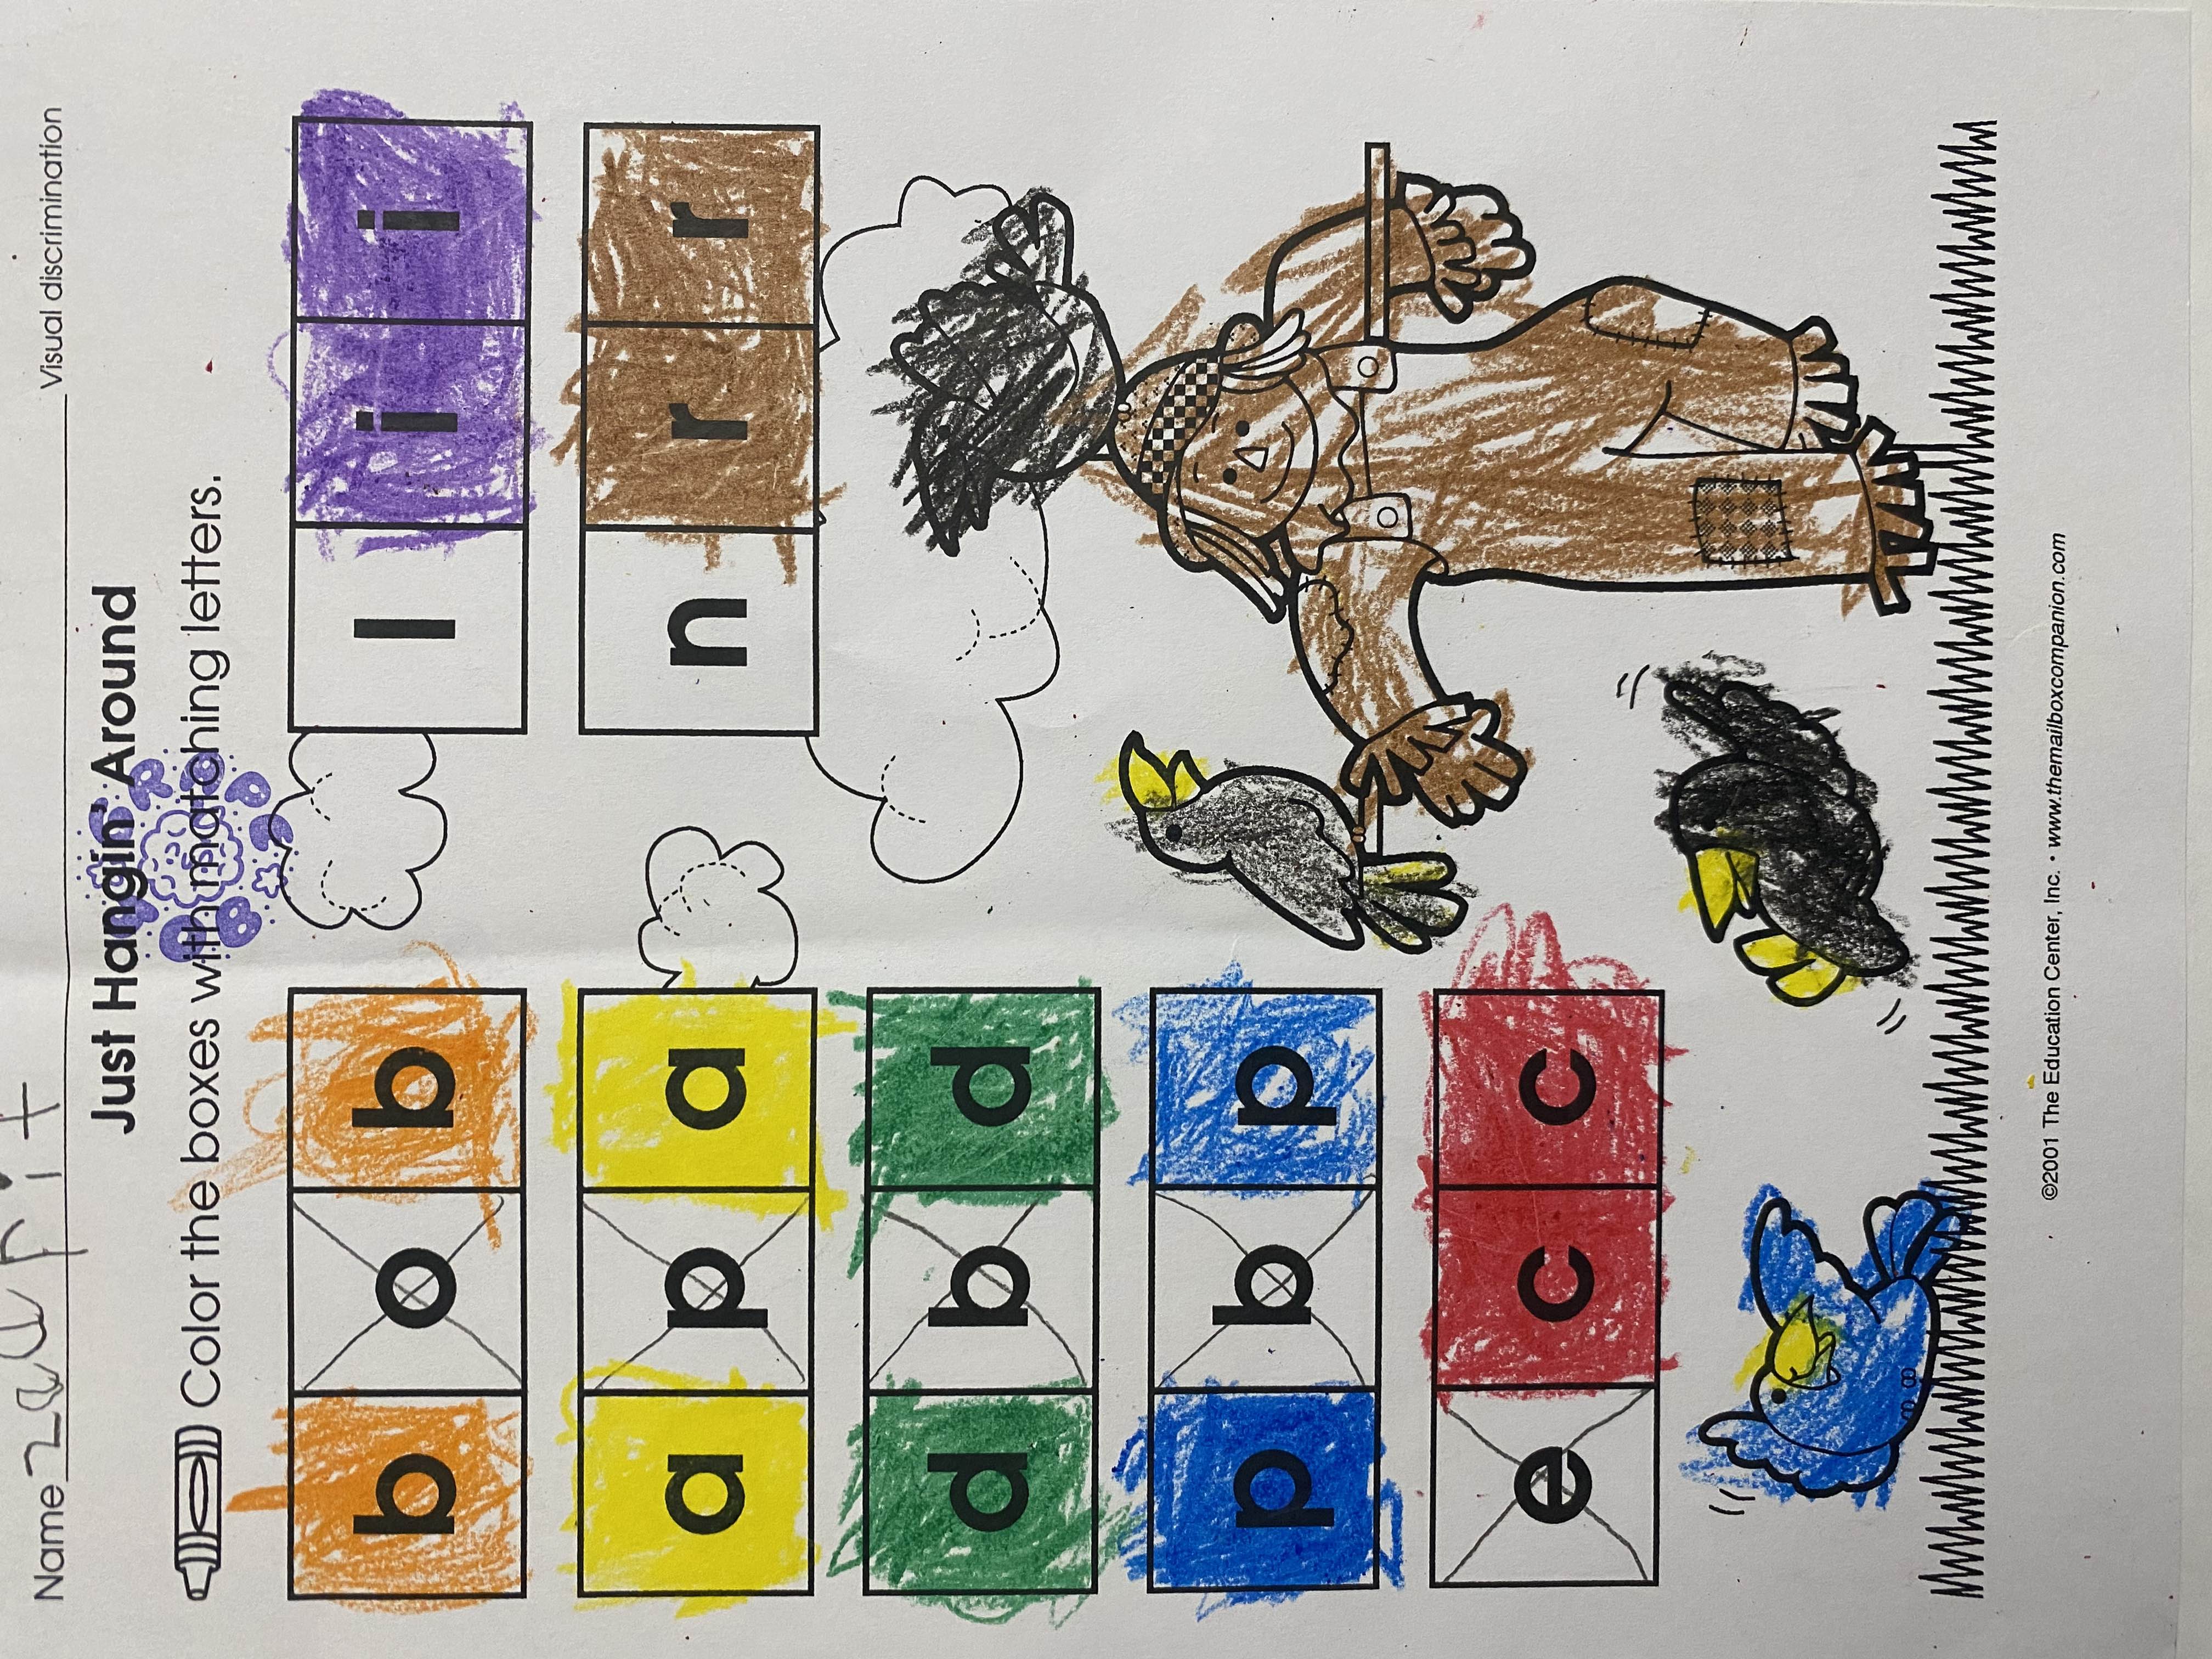 Name Visual discrimination
Just Hangin' Around
Color the boxes with matching letters.
b o b
l i i
a p a
n r r
d b d
p b p
e c c
©2001 The Education Center, Inc. • www.themailboxcompanion.com